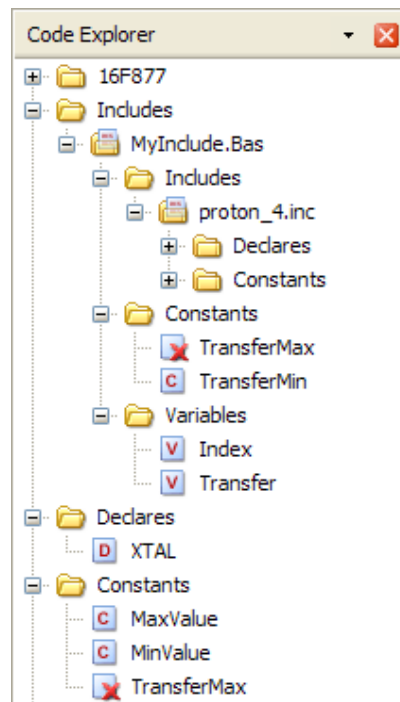 Code Explorer
16F877
Includes
MyInclude.Bas
Includes
proton_4.inc
Declares
Constants
Constants
TransferMax
C TransferMin
Variables
V Index
V Transfer
Declares
D XTAL
Constants
C MaxValue
C MinValue
TransferMax